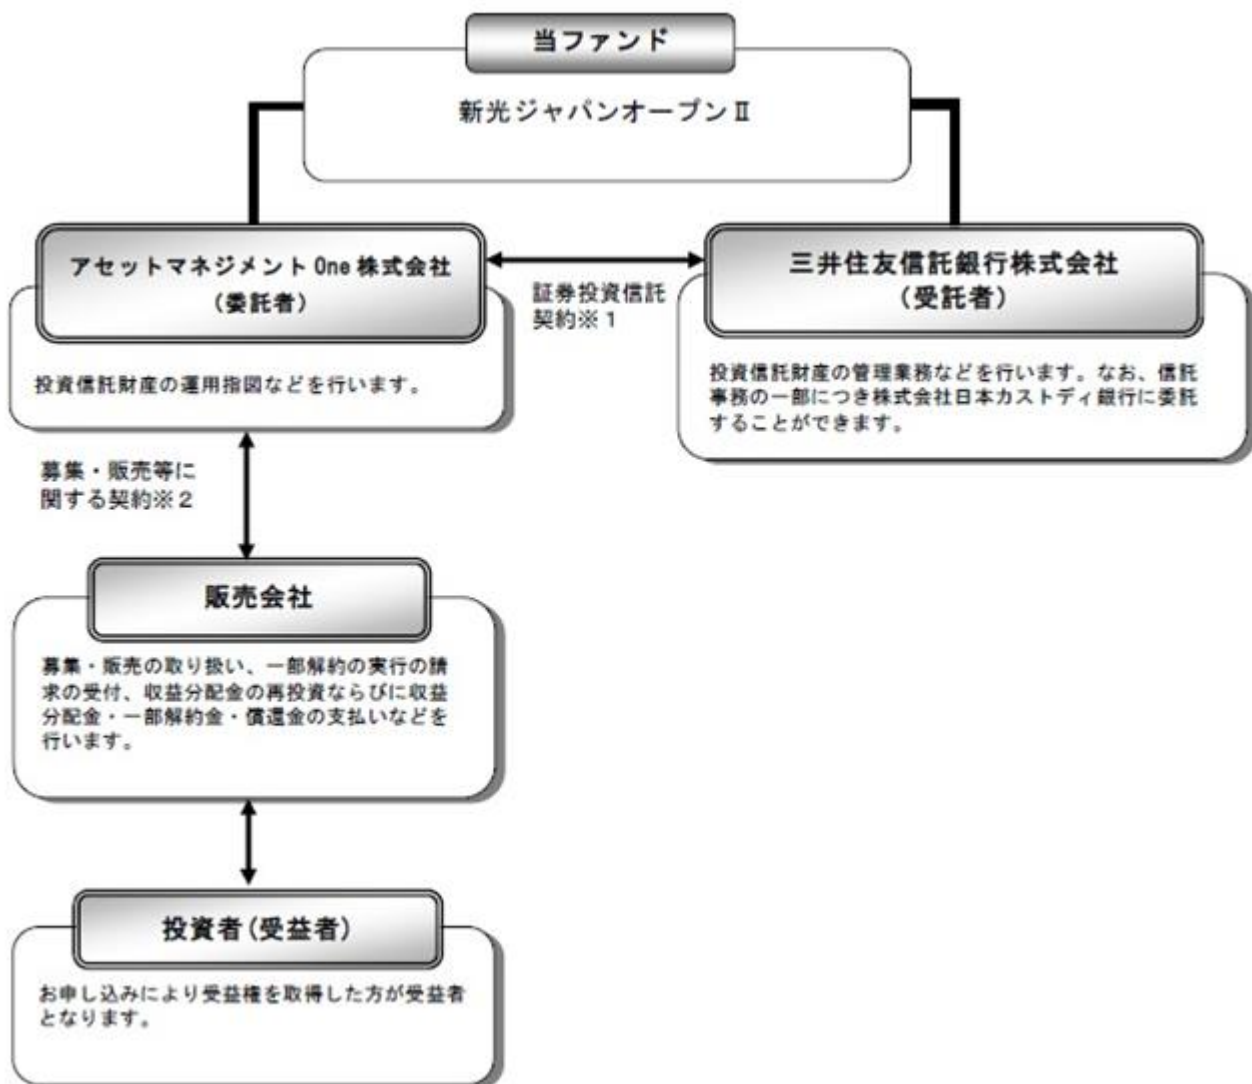 当ファンド
新光ジャパンオープンⅡ
アセットマネジメント One 株式会社
（委託者）
投資信託財産の運用指図などを行います。
証券投資信託
契約※１
三井住友信託銀行株式会社
（受託者）
投資信託財産の管理業務などを行います。なお、信託
事務の一部につき株式会社日本カストディ銀行に委託
することができます。
募集・販売等に
関する契約※２
販売会社
募集・販売の取り扱い、一部解約の実行の請
求の受付、収益分配金の再投資ならびに収益
分配金・一部解約金・償還金の支払いなどを
行います。
投資者(受益者)
お申し込みにより受益権を取得した方が受益者
となります。